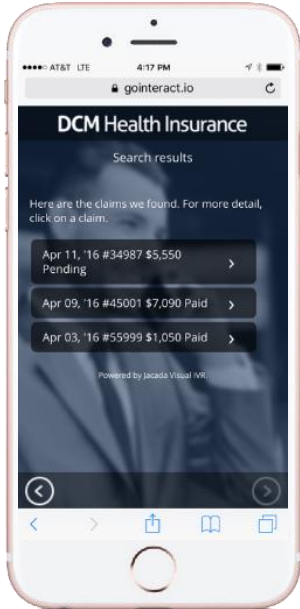 AT&T LTE 4:17 PM
gointeract.io
DCM Health Insurance
Search results
Here are the claims we found. For more detail,
click on a claim.
Apr 11, '16 #34987 $5,550
Pending
Apr 09, '16 #45001 $7,090 Paid
Apr 03, '16 #55999 $1,050 Paid
Powered by Jacada Visual IVR.